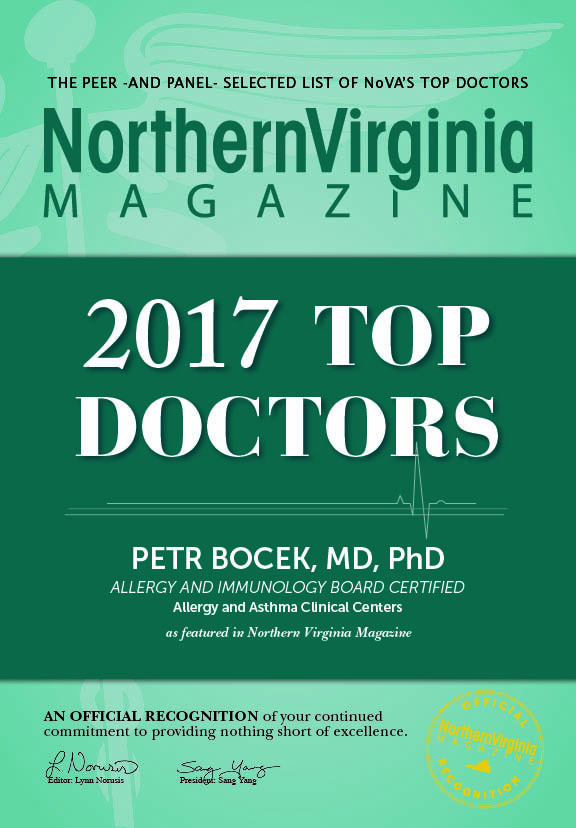 THE PEER -AND PANEL- SELECTED LIST OF NoVA'S TOP DOCTORS
NorthernVirginia
MAGAZINE
2017 TOP
DOCTORS
PETR BOCEK, MD, PhD
ALLERGY AND IMMUNOLOGY BOARD CERTIFIED
Allergy and Asthma Clinical Centers
as featured in Northern Virginia Magazine
AN OFFICIAL RECOGNITION of your continued
commitment to providing nothing short of excellence.
L. Norusis
Sang Yang
Editor: Lynn Norusis
President: Sang Yang
OFFICIAL
NorthernVirginia
MAGAZINE
RECOGNITION